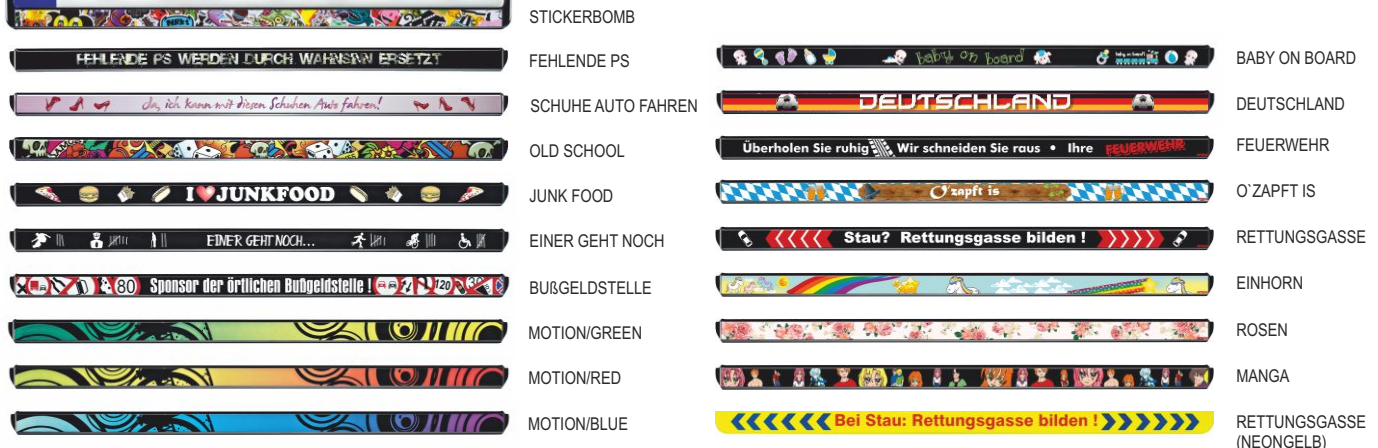 STICKERBOMB
FEHLENDE PS WERDEN DURCH WAHNSINN ERSETZT
FEHLENDE PS
Ja, ich kann mit diesen Schuhen Auto fahren!
SCHUHE AUTO FAHREN
OLD SCHOOL
I JUNKFOOD
JUNK FOOD
EINER GEHT NOCH...
EINER GEHT NOCH
80 Sponsor der örtlichen Bußgeldstelle ! 120 30
BUßGELDSTELLE
MOTION/GREEN
MOTION/RED
MOTION/BLUE
baby on board
BABY ON BOARD
DEUTSCHLAND
DEUTSCHLAND
Überholen Sie ruhig Wir schneiden Sie raus • Ihre FEUERWEHR
FEUERWEHR
O'zapft is
O`ZAPFT IS
Stau? Rettungsgasse bilden !
RETTUNGSGASSE
EINHORN
ROSEN
MANGA
Bei Stau: Rettungsgasse bilden !
RETTUNGSGASSE
(NEONGELB)